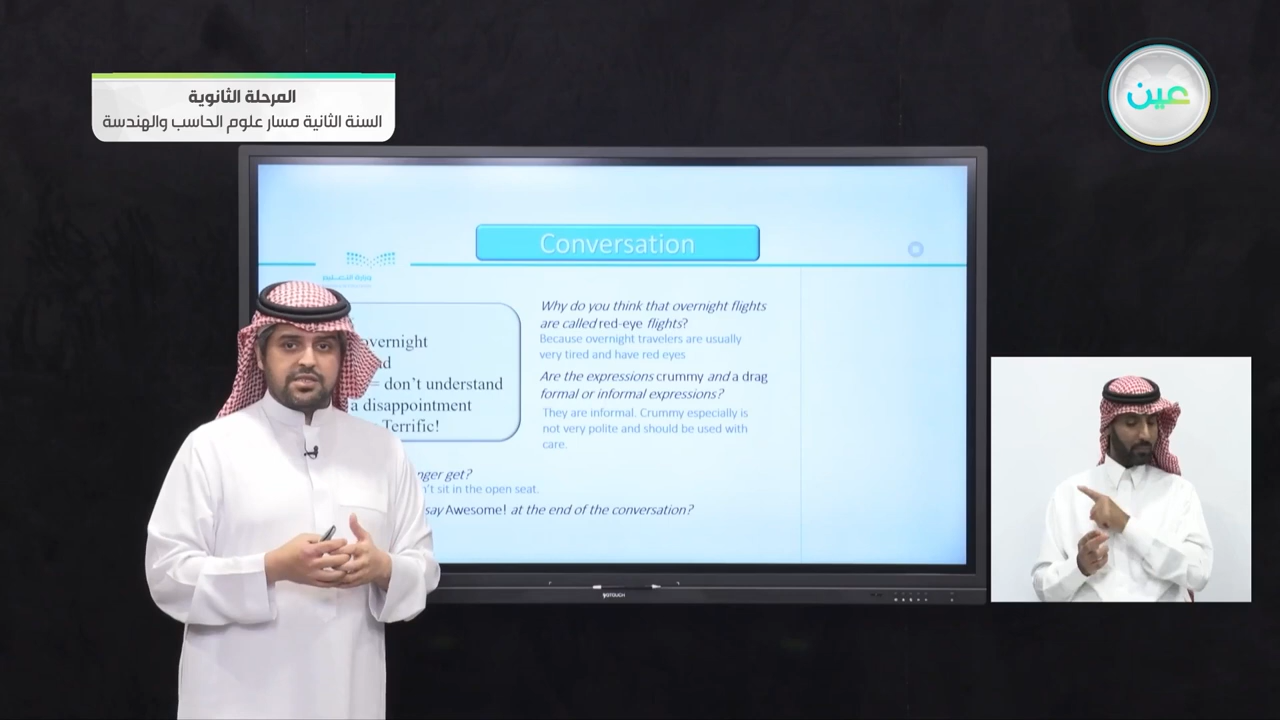 المرحلة الثانوية
السنة الثانية مسار علوم الحاسب والهندسة
عين
Conversation
وزارة التعليم
overnight
don't understand
a disappointment
Terrific!
Why do you think that overnight flights
are called red-eye flights?
Because overnight travelers are usually
very tired and have red eyes
Are the expressions crummy and a drag
formal or informal expressions?
They are informal. Crummy especially is
not very polite and should be used with
care.
get?
sit in the open seat.
say Awesome! at the end of the conversation?